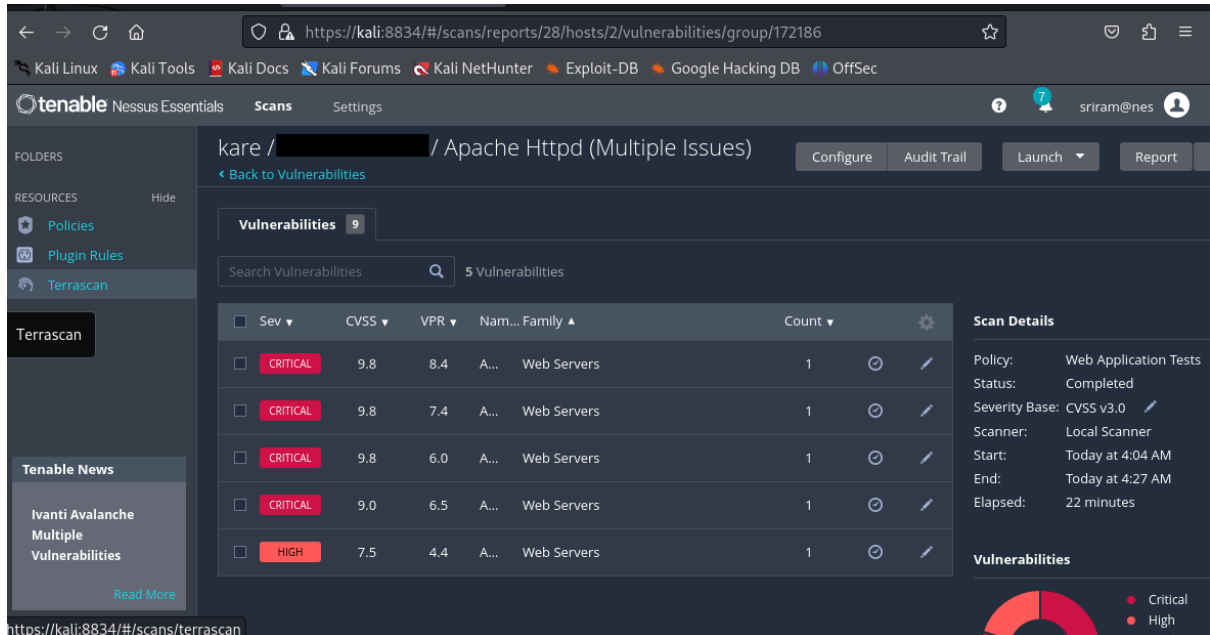 https://kali:8834/#/scans/reports/28/hosts/2/vulnerabilities/group/172186
Kali Linux Kali Tools Kali Docs Kali Forums Kali NetHunter Exploit-DB Google Hacking DB OffSec
tenable Nessus Essentials Scans Settings ? 7 sriram@nes
FOLDERS
RESOURCES Hide
Policies
Plugin Rules
Terrascan
Terrascan
Tenable News
Ivanti Avalanche
Multiple
Vulnerabilities
Read More
https://kali:8834/#/scans/terrascan
kare / / Apache Httpd (Multiple Issues)
Configure Audit Trail Launch Report
Back to Vulnerabilities
Vulnerabilities 9
Search Vulnerabilities 5 Vulnerabilities
Sev CVSS VPR Nam... Family Count
CRITICAL 9.8 8.4 A... Web Servers 1
CRITICAL 9.8 7.4 A... Web Servers 1
CRITICAL 9.8 6.0 A... Web Servers 1
CRITICAL 9.0 6.5 A... Web Servers 1
HIGH 7.5 4.4 A... Web Servers 1
Scan Details
Policy: Web Application Tests
Status: Completed
Severity Base: CVSS v3.0
Scanner: Local Scanner
Start: Today at 4:04 AM
End: Today at 4:27 AM
Elapsed: 22 minutes
Vulnerabilities
Critical
High